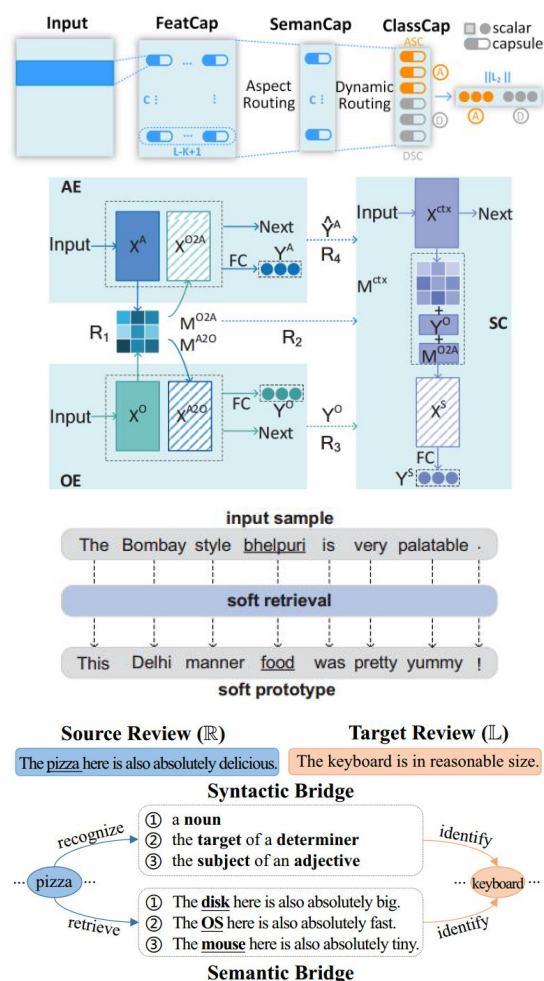 Input FeatCap SemanCap ClassCap scalar
capsule
ASC
... 
Aspect Routing
Dynamic Routing
C ⋮ ⋮ C ⋮
A
D
||L₂||
A D
L-K+1
DSC
AE
Input X^A X^O2A Next
FC Y^A
Ŷ^A
R₄
R₁ M^O2A
M^A2O
R₂
OE
Input X^O X^A2O FC
Y^O
Next
Y^O
R₃
Input X^ctx Next
M^ctx
+
Y^O
+
M^O2A
SC
X^S
FC
Y^S
input sample
The Bombay style bhelpuri is very palatable .
soft retrieval
This Delhi manner food was pretty yummy !
soft prototype
Source Review (ℝ) Target Review (𝕃)
The pizza here is also absolutely delicious. The keyboard is in reasonable size.
Syntactic Bridge
① a noun
② the target of a determiner
③ the subject of an adjective
recognize
identify
... pizza ...
... keyboard ...
retrieve
identify
① The disk here is also absolutely big.
② The OS here is also absolutely fast.
③ The mouse here is also absolutely tiny.
Semantic Bridge